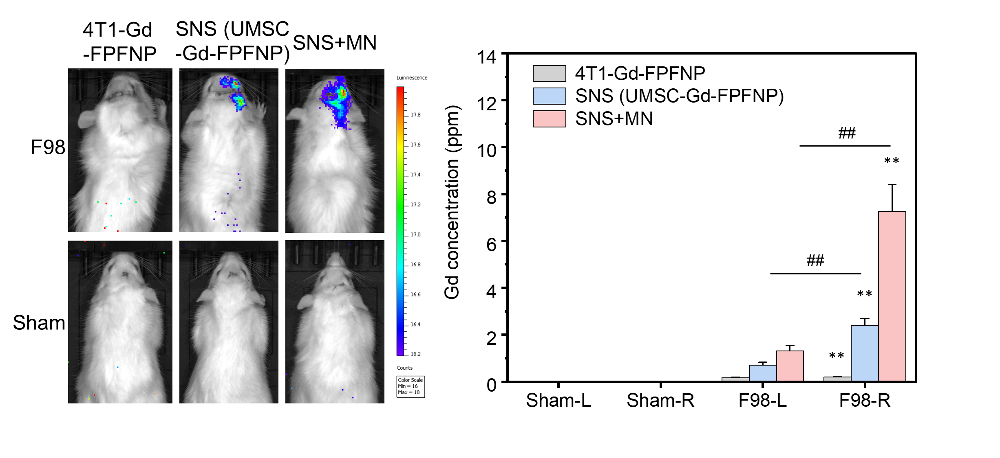 4T1-Gd
-FPFNP
SNS (UMSC
-Gd-FPFNP)
SNS+MN
F98
Sham
Luminescence
17.8
17.6
17.4
17.2
17.0
16.8
16.6
16.4
16.2
Counts
Color Scale
Min = 16
Max = 18
Gd concentration (ppm)
14
12
10
8
6
4
2
0
4T1-Gd-FPFNP
SNS (UMSC-Gd-FPFNP)
SNS+MN
##
**
##
**
**
Sham-L
Sham-R
F98-L
F98-R